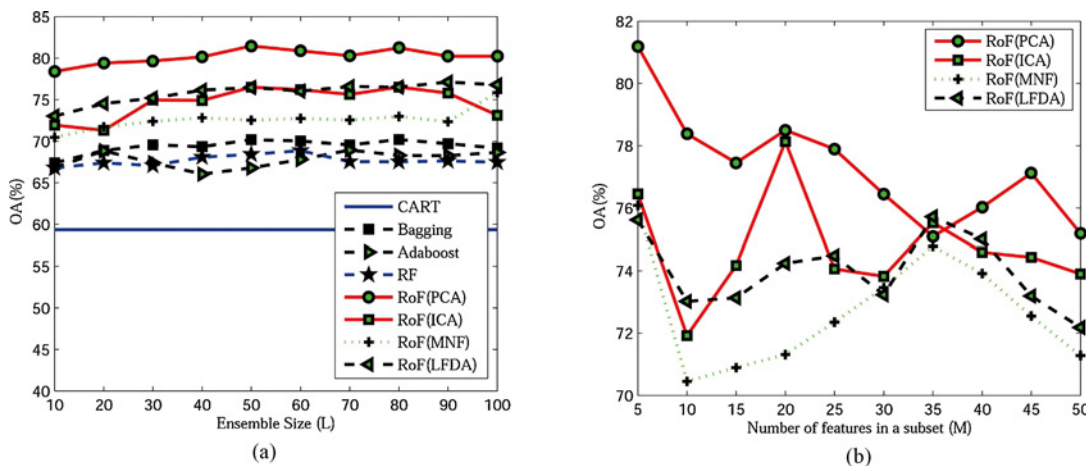 85
80
75
70
65
60
55
50
45
40
OA(%)
CART
Bagging
Adaboost
RF
RoF(PCA)
RoF(ICA)
RoF(MNF)
RoF(LFDA)
10 20 30 40 50 60 70 80 90 100
Ensemble Size (L)
(a)
82
80
78
76
74
72
70
OA(%)
RoF(PCA)
RoF(ICA)
RoF(MNF)
RoF(LFDA)
5 10 15 20 25 30 35 40 45 50
Number of features in a subset (M)
(b)